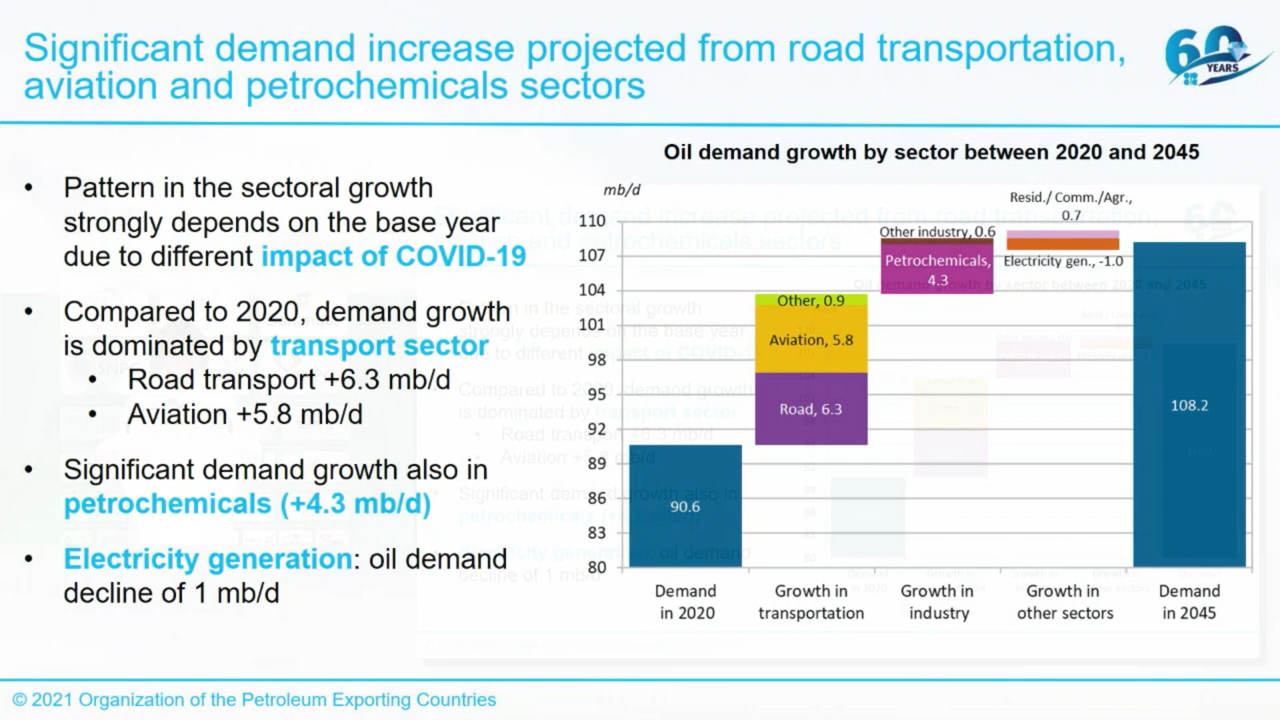 Significant demand increase projected from road transportation,
aviation and petrochemicals sectors
60
YEARS
• Pattern in the sectoral growth
strongly depends on the base year
due to different impact of COVID-19
• Compared to 2020, demand growth
is dominated by transport sector
• Road transport +6.3 mb/d
• Aviation +5.8 mb/d
• Significant demand growth also in
petrochemicals (+4.3 mb/d)
• Electricity generation: oil demand
decline of 1 mb/d
Oil demand growth by sector between 2020 and 2045
mb/d
110
107
104
101
98
95
92
89
86
83
80
90.6
Other, 0.9
Aviation, 5.8
Road, 6.3
Other industry, 0.6
Petrochemicals,
4.3
Resid./ Comm./Agr.,
0.7
Electricity gen., -1.0
108.2
Demand
in 2020
Growth in
transportation
Growth in
industry
Growth in
other sectors
Demand
in 2045
© 2021 Organization of the Petroleum Exporting Countries